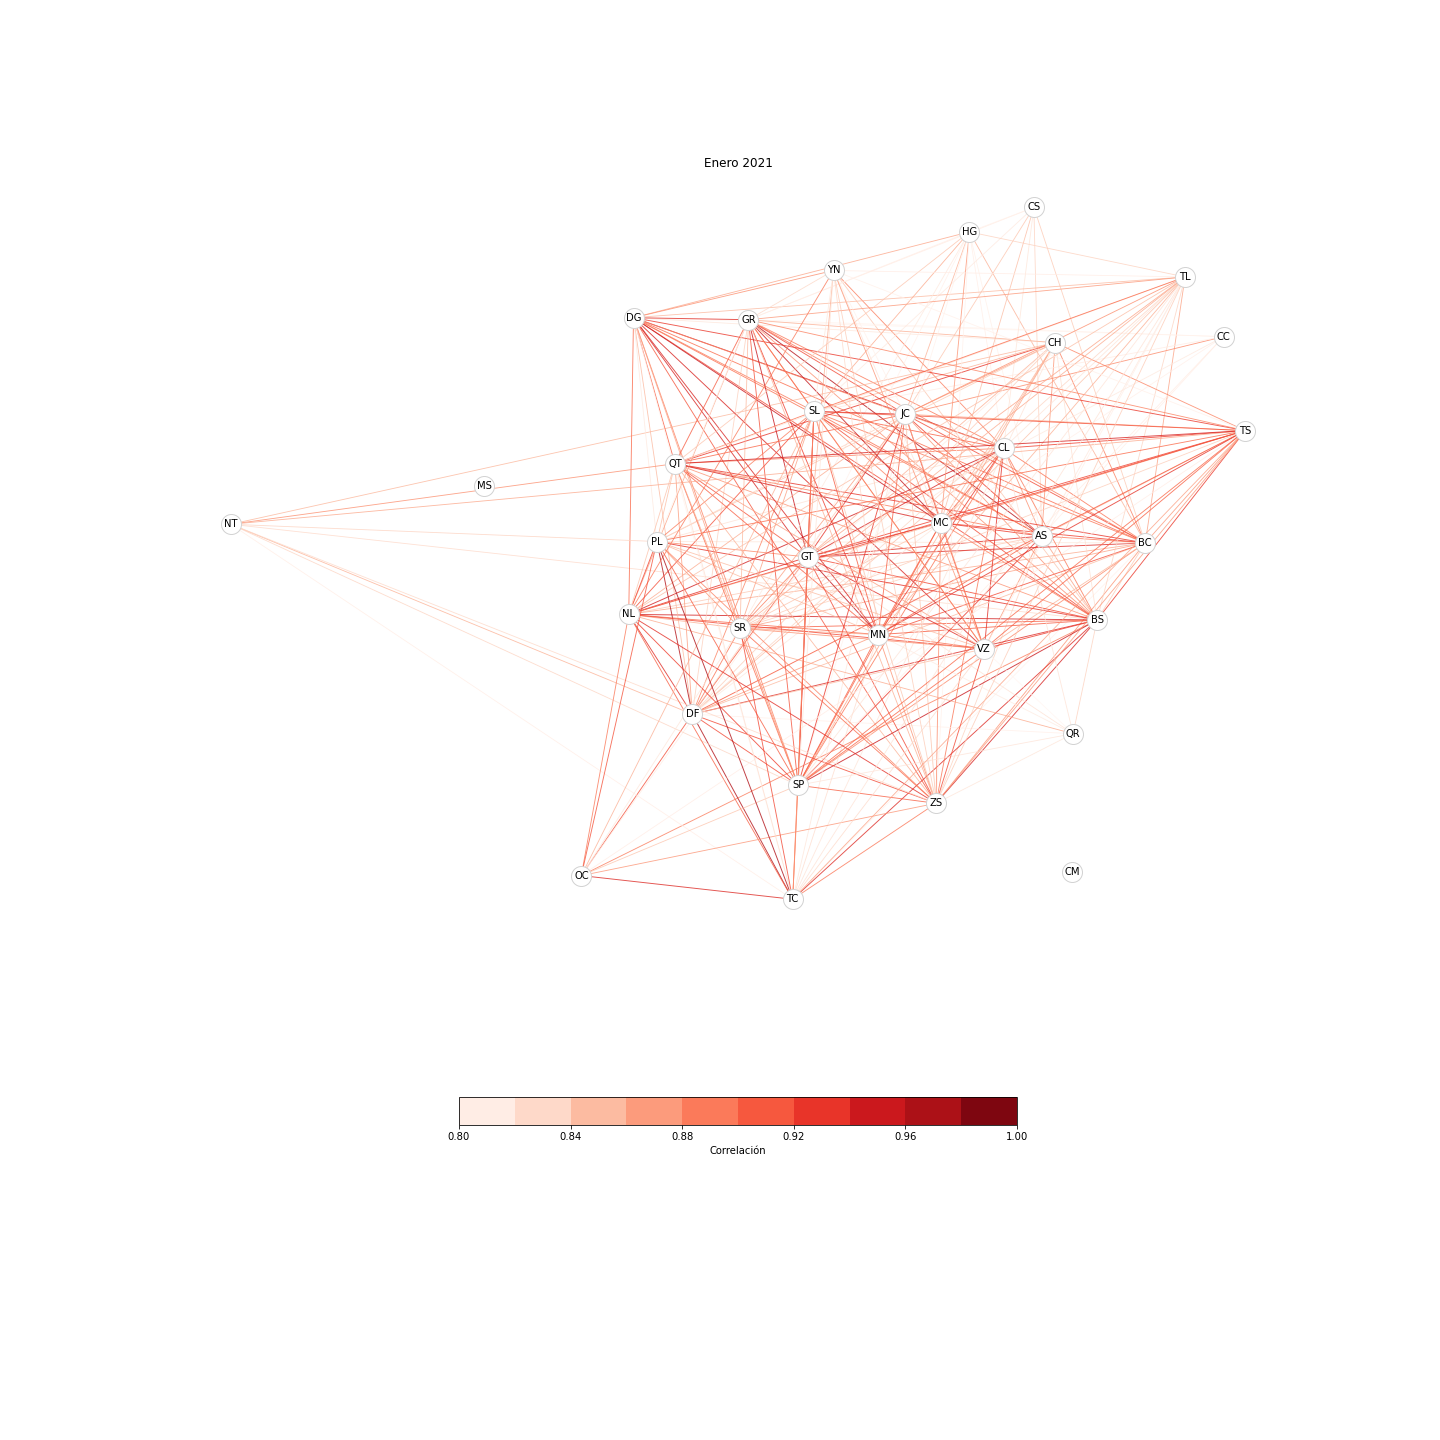 Enero 2021
CS
HG
YN
TL
DG
GR
CC
CH
SL
JC
TS
CL
QT
MS
NT
MC
AS
PL
BC
GT
NL
BS
SR
MN
VZ
DF
QR
SP
ZS
CM
OC
TC
0.80 0.84 0.88 0.92 0.96 1.00
Correlación